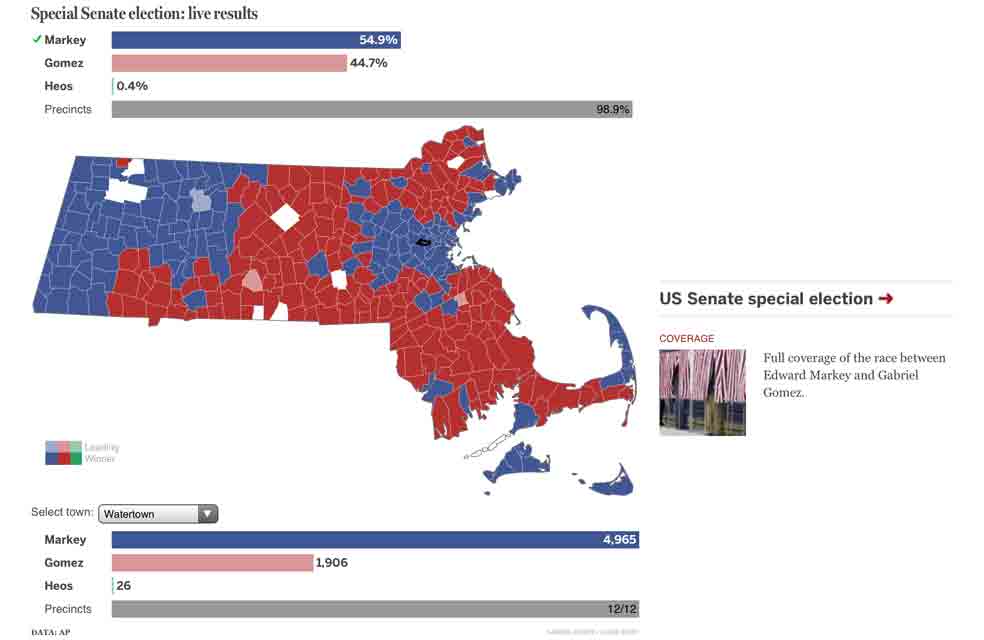 Special Senate election: live results
Markey 54.9%
Gomez 44.7%
Heos 0.4%
Precincts 98.9%
US Senate special election →
COVERAGE
Full coverage of the race between
Edward Markey and Gabriel
Gomez.
Leading
Winner
Select town: Watertown
Markey 4,965
Gomez 1,906
Heos 26
Precincts 12/12
DATA: AP